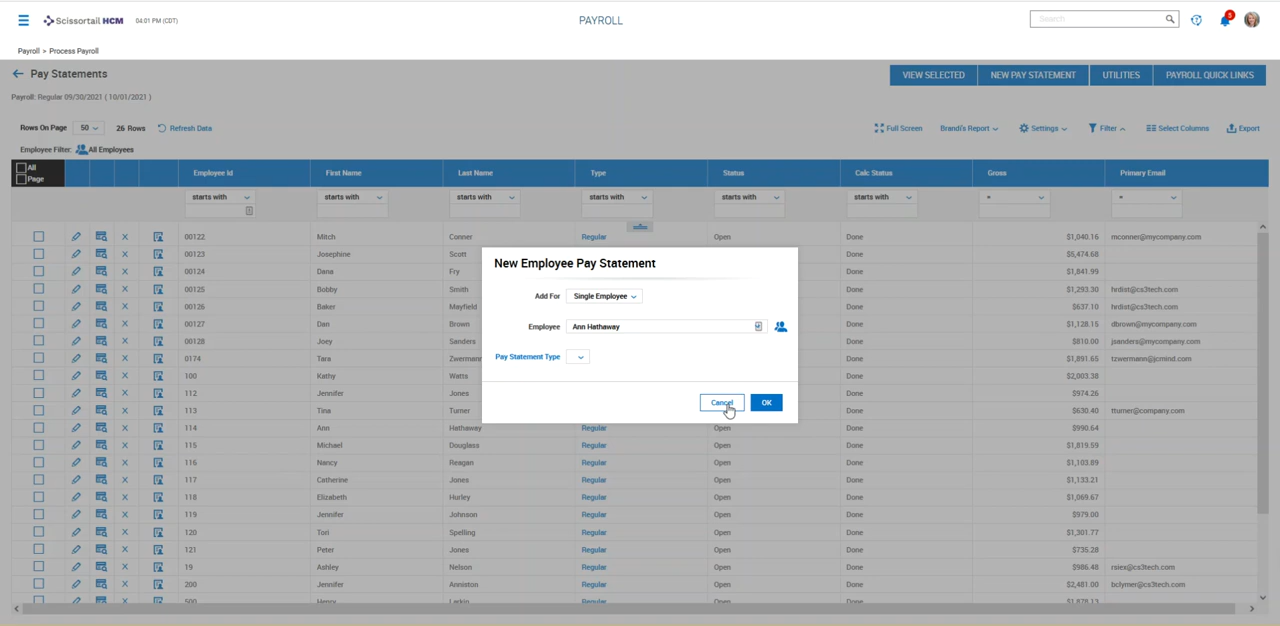 Scissortail HCM 04:01 PM (CDT) PAYROLL Search 3
Payroll > Process Payroll
Pay Statements VIEW SELECTED NEW PAY STATEMENT UTILITIES PAYROLL QUICK LINKS
Payroll: Regular 09/30/2021 ( 10/01/2021 )
Rows On Page 50 26 Rows Refresh Data Full Screen Brandi's Report Settings Filter Select Columns Export
Employee Filter: All Employees
All
Page
Employee Id First Name Last Name Type Status Calc Status Gross Primary Email
starts with starts with starts with starts with starts with starts with = =
00122 Mitch Conner Regular Open Done $1,040.16 mconner@mycompany.com
00123 Josephine Scott Done $5,474.68
00124 Dana Fry Done $1,841.99
00125 Bobby Smith Done $1,293.30 hrdist@cs3tech.com
00126 Baker Mayfield Done $637.10 hrdist@cs3tech.com
00127 Dan Brown Done $1,128.15 dbrown@mycompany.com
00128 Joey Sanders Done $810.00 jsanders@mycompany.com
0174 Tara Zwermann Done $1,891.65 tzwermann@jcmind.com
100 Kathy Watts Done $2,003.38
112 Jennifer Jones Done $974.26
113 Tina Turner Done $630.40 tturner@company.com
114 Ann Hathaway Regular Open Done $990.64
115 Michael Douglass Regular Open Done $1,819.59
116 Nancy Reagan Regular Open Done $1,103.89
117 Catherine Jones Regular Open Done $1,133.21
118 Elizabeth Hurley Regular Open Done $1,069.67
119 Jennifer Johnson Regular Open Done $979.00
120 Tori Spelling Regular Open Done $1,301.77
121 Peter Jones Regular Open Done $735.28
19 Ashley Nelson Regular Open Done $986.48 rsiex@cs3tech.com
200 Jennifer Anniston Regular Open Done $2,481.00 bclymer@cs3tech.com
500 Henry Larkin Regular Open Done $1,878.13
New Employee Pay Statement
Add For Single Employee
Employee Ann Hathaway
Pay Statement Type
Cancel OK